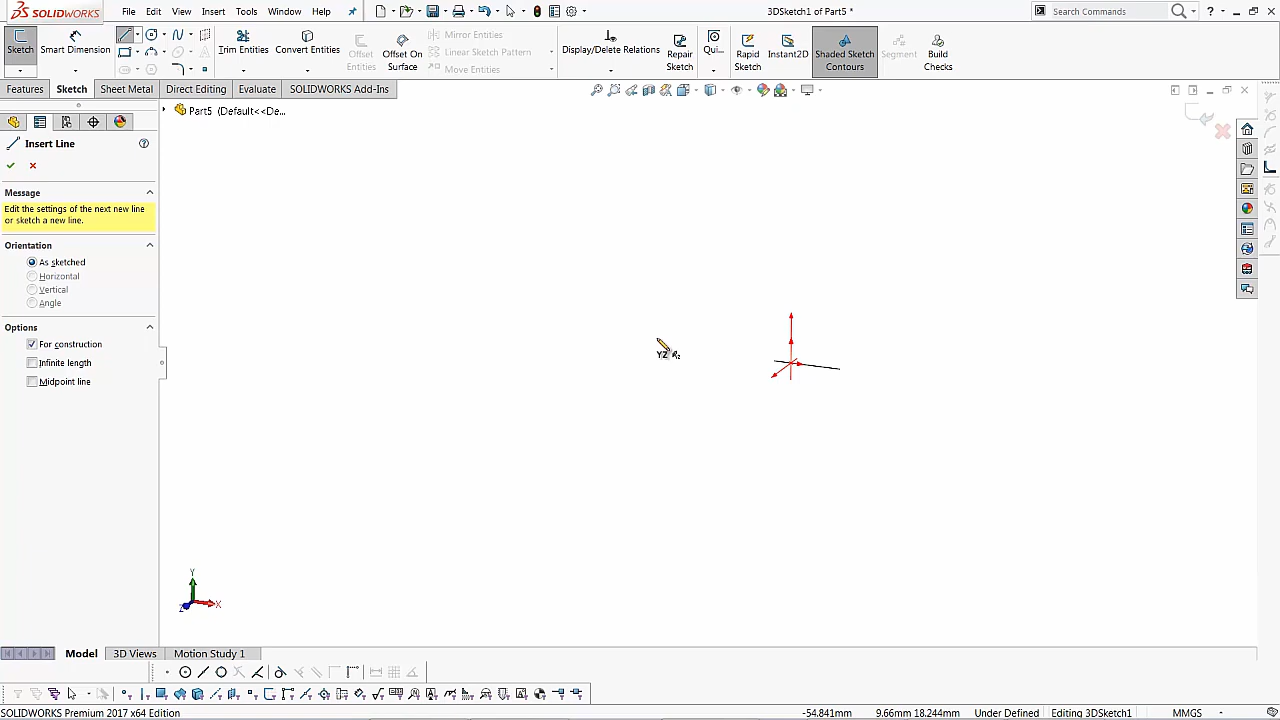 SOLIDWORKS
File Edit View Insert Tools Window Help
3DSketch1 of Part5 *
Search Commands
Sketch
Smart Dimension
Trim Entities
Convert Entities
Offset Entities
Offset On Surface
Mirror Entities
Linear Sketch Pattern
Move Entities
Display/Delete Relations
Repair Sketch
Qui...
Rapid Sketch
Instant2D
Shaded Sketch Contours
Segment
Build Checks
Features Sketch Sheet Metal Direct Editing Evaluate SOLIDWORKS Add-Ins
Part5 (Default<<De...
Insert Line
Message
Edit the settings of the next new line
or sketch a new line.
Orientation
As sketched
Horizontal
Vertical
Angle
Options
For construction
Infinite length
Midpoint line
YZ
Y
X
Z
Model 3D Views Motion Study 1
SOLIDWORKS Premium 2017 x64 Edition
-54.841mm 9.66mm 18.244mm Under Defined Editing 3DSketch1 MMGS